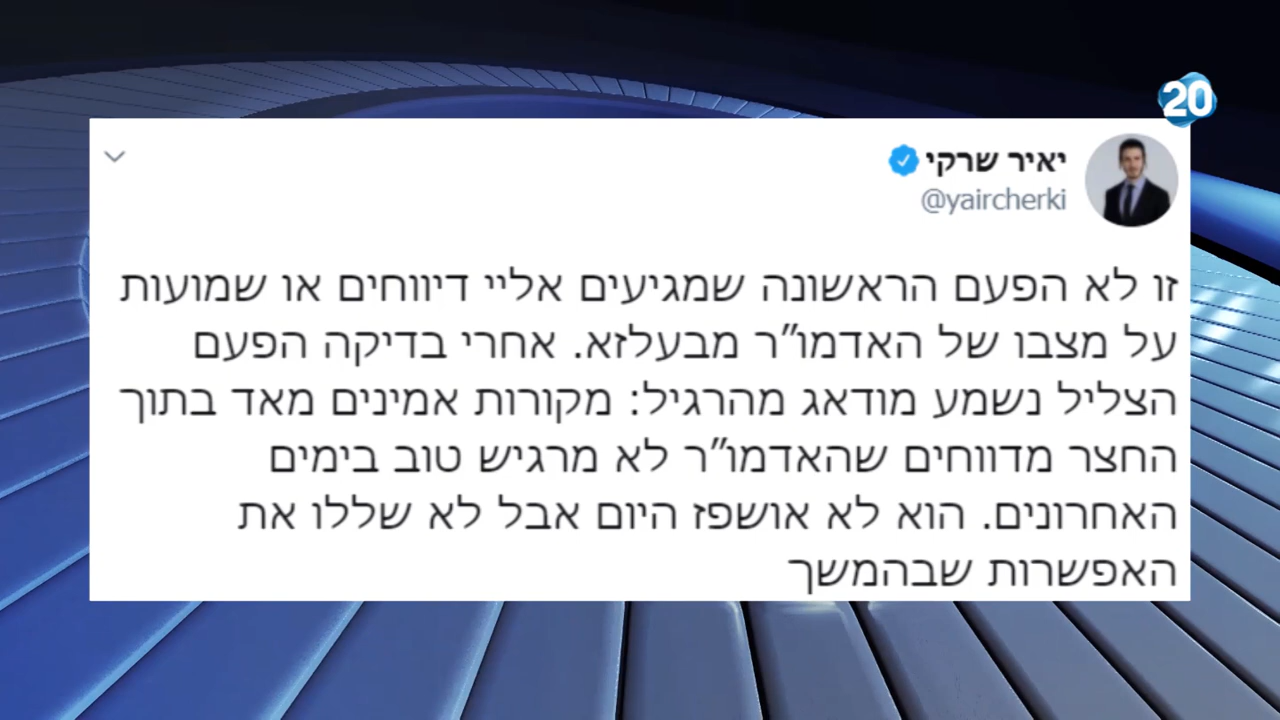 20
יאיר שרקי
@yaircherki
זו לא הפעם הראשונה שמגיעים אליי דיווחים או שמועות
על מצבו של האדמו״ר מבעלזא. אחרי בדיקה הפעם
הצליל נשמע מודאג מהרגיל: מקורות אמינים מאד בתוך
החצר מדווחים שהאדמו״ר לא מרגיש טוב בימים
האחרונים. הוא לא אושפז היום אבל לא שללו את
האפשרות שבהמשך